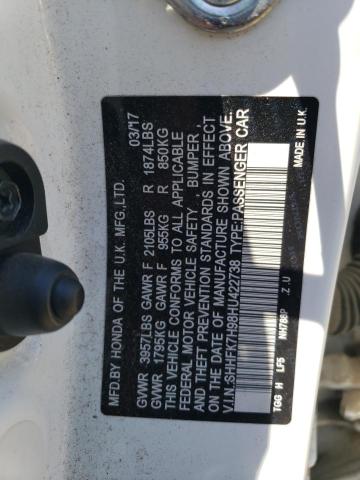 MFD.BY HONDA OF THE U.K. MFG.,LTD. 03/17
GVWR 3957LBS GAWR F 2105LBS R 1874LBS
GVWR 1795KG GAWR F 955KG R 850KG
THIS VEHICLE CONFORMS TO ALL APPLICABLE
FEDERAL MOTOR VEHICLE SAFETY, BUMPER,
AND THEFT PREVENTION STANDARDS IN EFFECT
ON THE DATE OF MANUFACTURE SHOWN ABOVE.
V.I.N.:SHHFK7H98HU422738 TYPE:PASSENGER CAR
TGG H LF5 NH788P Z.U MADE IN U.K.